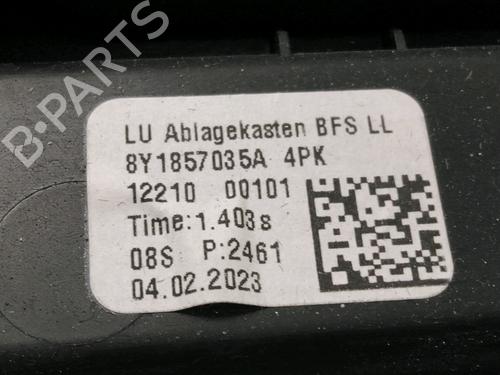 LU Ablagekasten BFS LL
8Y1857035A 4PK
12210 00101
Time:1.403s
08S P:2461
04.02.2023
B-PARTS